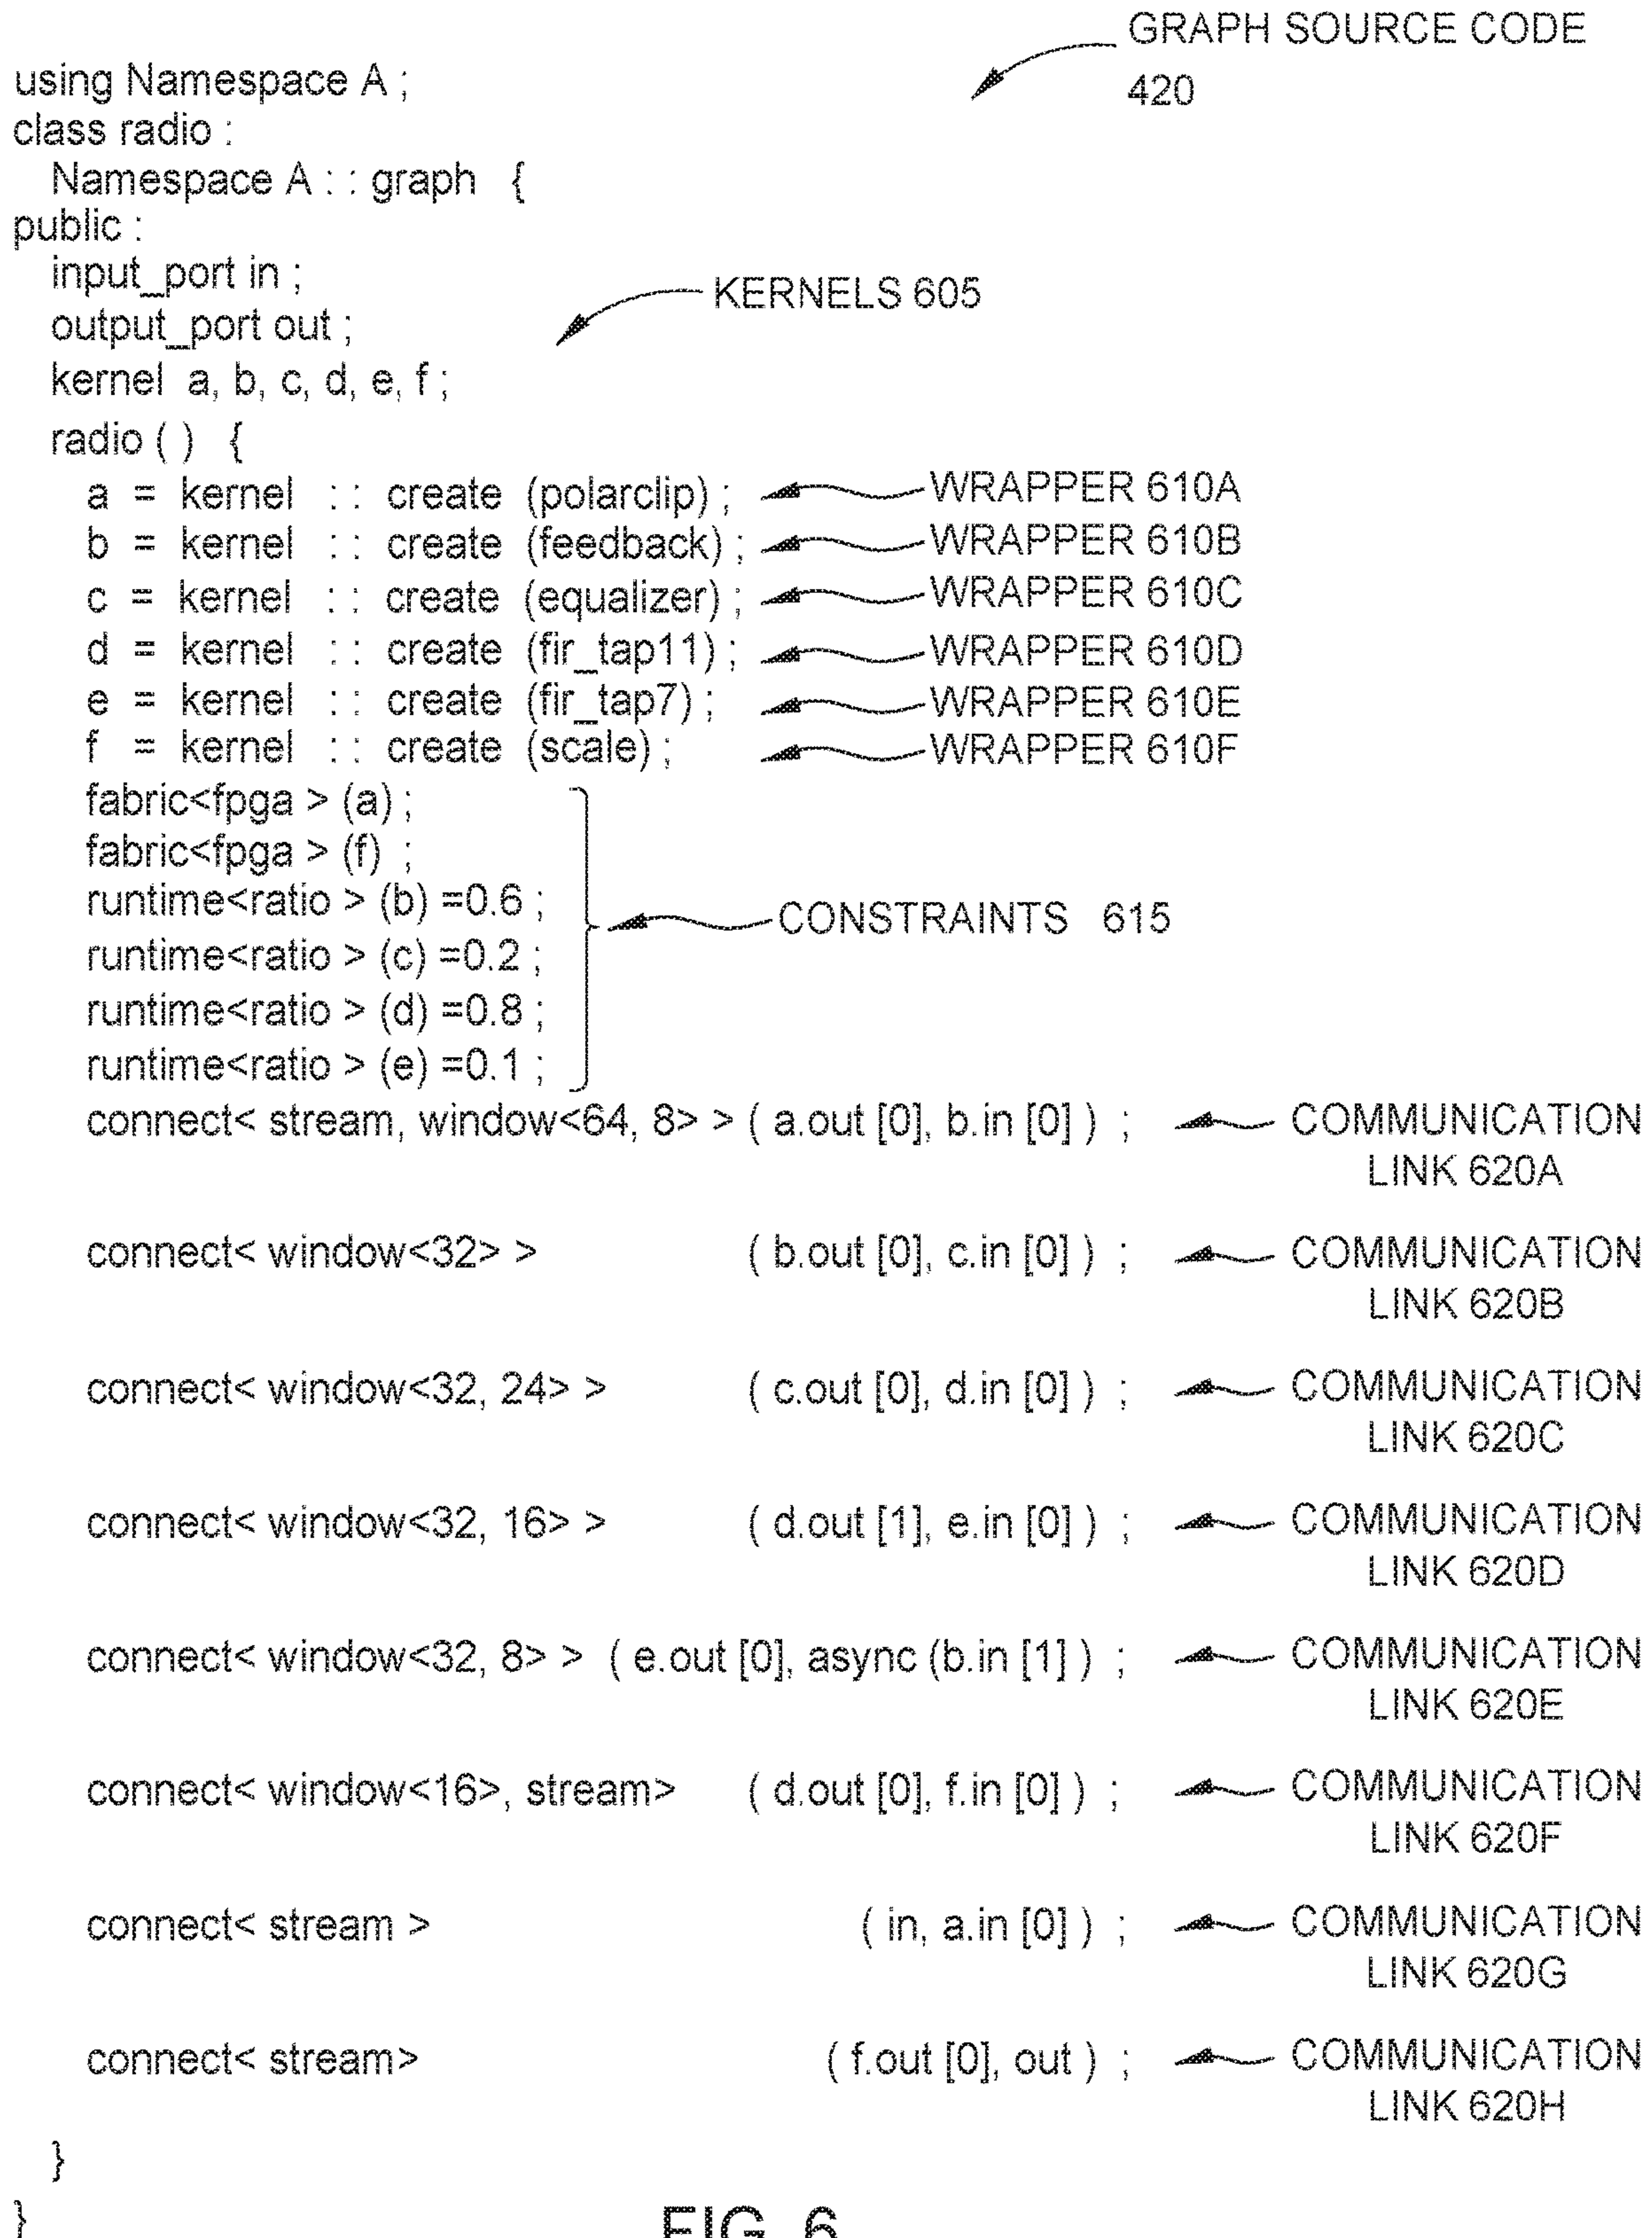 GRAPH SOURCE CODE
420
using Namespace A ;
class radio :
Namespace A : : graph {
public :
input_port in ;
output_port out ;
KERNELS 605
kernel a, b, c, d, e, f ;
radio ( ) {
a = kernel : : create (polarclip) ; WRAPPER 610A
b = kernel : : create (feedback) ; WRAPPER 610B
c = kernel : : create (equalizer) ; WRAPPER 610C
d = kernel : : create (fir_tap11) ; WRAPPER 610D
e = kernel : : create (fir_tap7) ; WRAPPER 610E
f = kernel : : create (scale) ; WRAPPER 610F
fabric<fpga > (a) ;
fabric<fpga > (f) ;
runtime<ratio > (b) =0.6 ;
CONSTRAINTS 615
runtime<ratio > (c) =0.2 ;
runtime<ratio > (d) =0.8 ;
runtime<ratio > (e) =0.1 ;
connect< stream, window<64, 8> > ( a.out [0], b.in [0] ) ; COMMUNICATION
LINK 620A
connect< window<32> > ( b.out [0], c.in [0] ) ; COMMUNICATION
LINK 620B
connect< window<32, 24> > ( c.out [0], d.in [0] ) ; COMMUNICATION
LINK 620C
connect< window<32, 16> > ( d.out [1], e.in [0] ) ; COMMUNICATION
LINK 620D
connect< window<32, 8> > ( e.out [0], async (b.in [1] ) ; COMMUNICATION
LINK 620E
connect< window<16>, stream> ( d.out [0], f.in [0] ) ; COMMUNICATION
LINK 620F
connect< stream > ( in, a.in [0] ) ; COMMUNICATION
LINK 620G
connect< stream> ( f.out [0], out ) ; COMMUNICATION
LINK 620H
}
}
FIG. 6